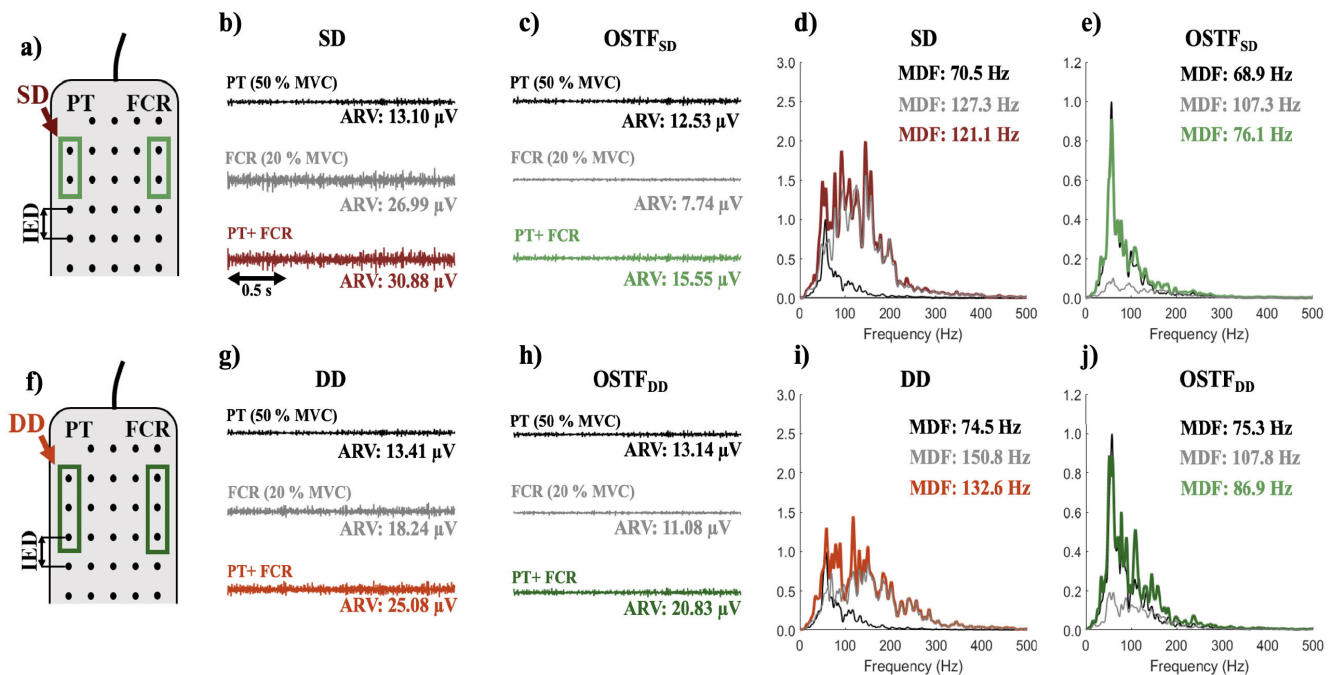 a)
SD
PT
FCR
IED
b)
SD
PT (50 % MVC)
ARV: 13.10 µV
FCR (20 % MVC)
ARV: 26.99 µV
PT+ FCR
ARV: 30.88 µV
0.5 s
c)
OSTF_SD
PT (50 % MVC)
ARV: 12.53 µV
FCR (20 % MVC)
ARV: 7.74 µV
PT+ FCR
ARV: 15.55 µV
d)
SD
3.0
2.5
2.0
1.5
1.0
0.5
0.0
MDF: 70.5 Hz
MDF: 127.3 Hz
MDF: 121.1 Hz
0 100 200 300 400 500
Frequency (Hz)
e)
OSTF_SD
1.2
1.0
0.8
0.6
0.4
0.2
0.0
MDF: 68.9 Hz
MDF: 107.3 Hz
MDF: 76.1 Hz
0 100 200 300 400 500
Frequency (Hz)
f)
DD
PT
FCR
IED
g)
DD
PT (50 % MVC)
ARV: 13.41 µV
FCR (20 % MVC)
ARV: 18.24 µV
PT+ FCR
ARV: 25.08 µV
h)
OSTF_DD
PT (50 % MVC)
ARV: 13.14 µV
FCR (20 % MVC)
ARV: 11.08 µV
PT+ FCR
ARV: 20.83 µV
i)
DD
3.0
2.5
2.0
1.5
1.0
0.5
0.0
MDF: 74.5 Hz
MDF: 150.8 Hz
MDF: 132.6 Hz
0 100 200 300 400 500
Frequency (Hz)
j)
OSTF_DD
1.2
1.0
0.8
0.6
0.4
0.2
0.0
MDF: 75.3 Hz
MDF: 107.8 Hz
MDF: 86.9 Hz
0 100 200 300 400 500
Frequency (Hz)